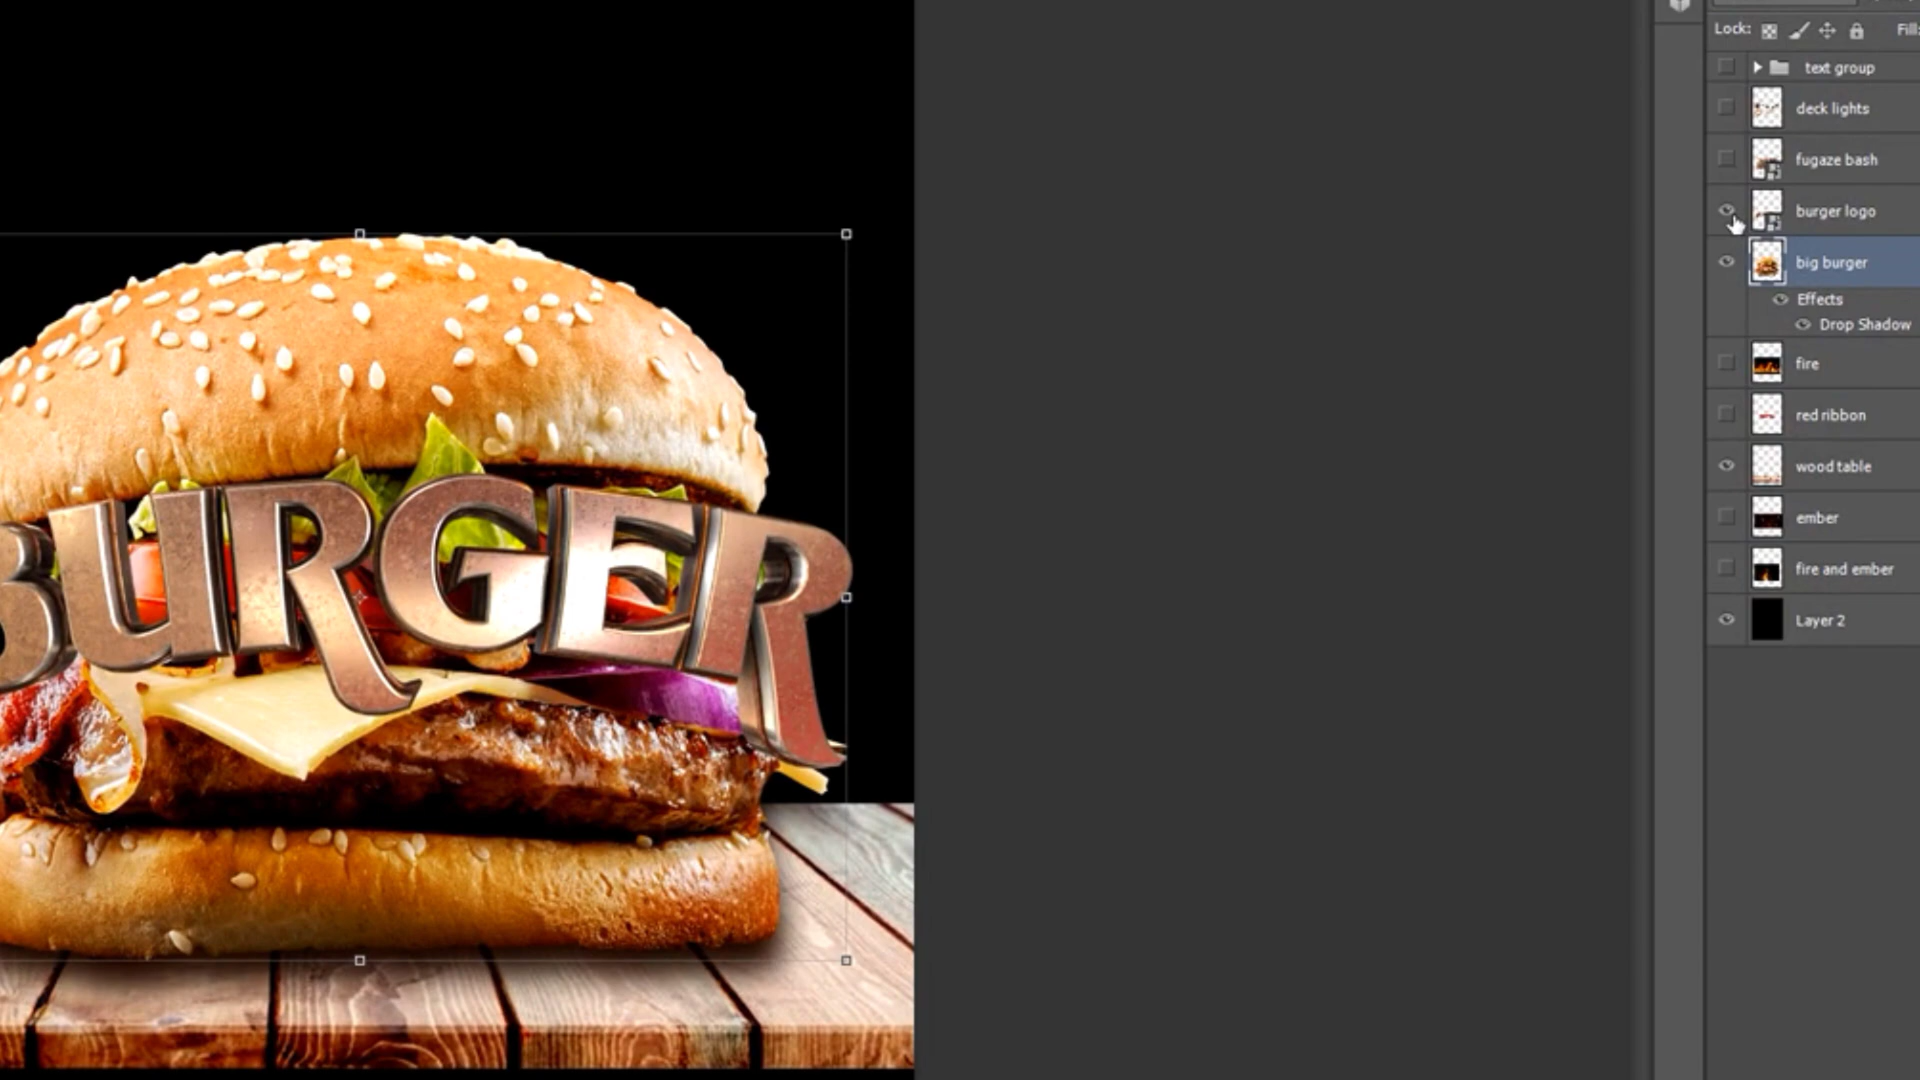 Lock:
Fill:
text group
deck lights
fugaze bash
burger logo
big burger
Effects
Drop Shadow
fire
red ribbon
wood table
ember
fire and ember
Layer 2
BURGER